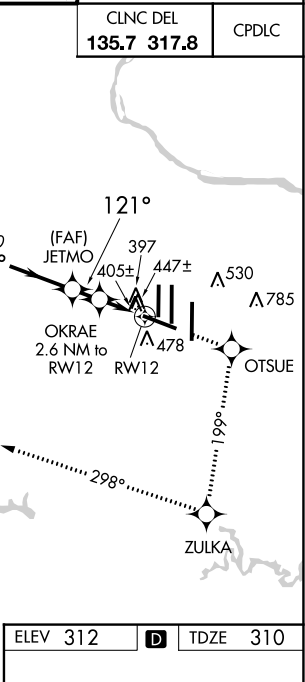 CLNC DEL
135.7 317.8
CPDLC
121°
(FAF)
JETMO
397
405±
447±
530
785
OKRAE
2.6 NM to
RW12
RW12
478
OTSUE
199°
298°
ZULKA
ELEV 312
D
TDZE 310